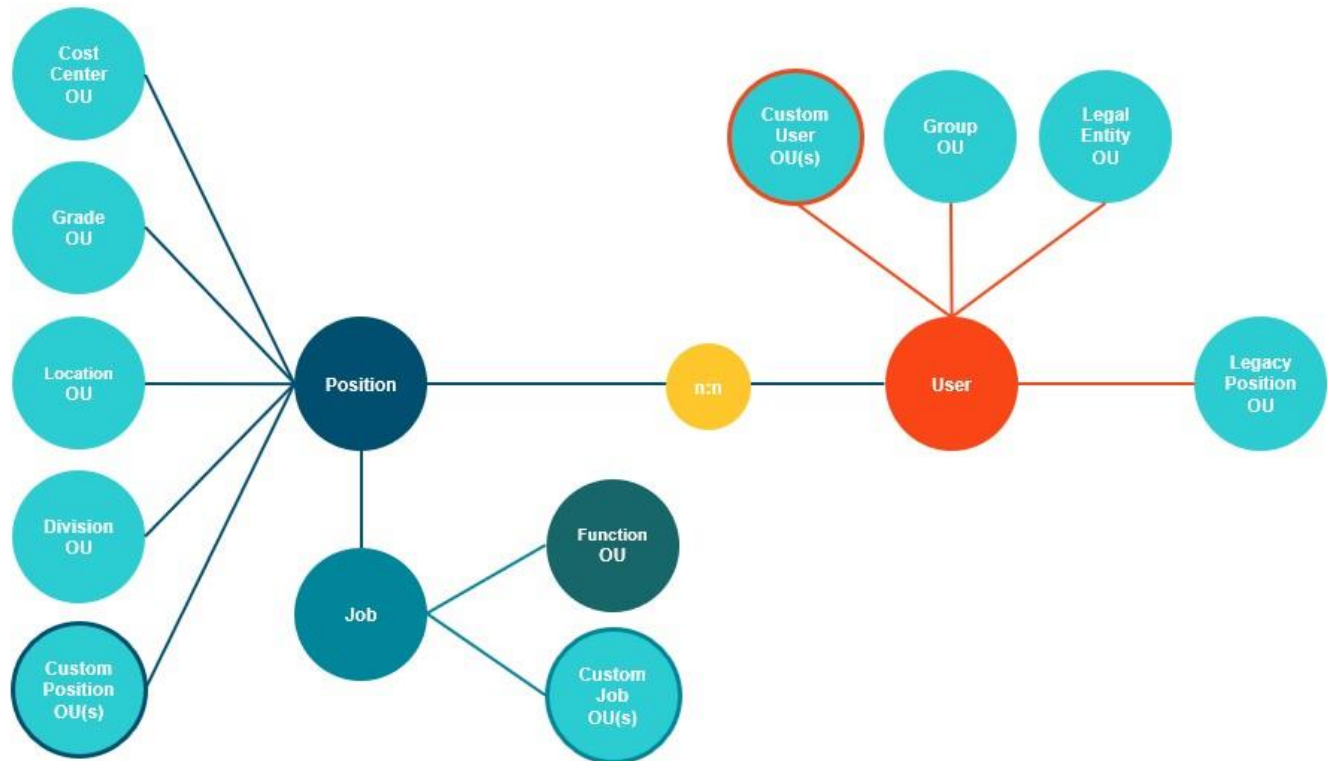 Cost
Center
OU
Grade
OU
Location
OU
Division
OU
Custom
Position
OU(s)
Position
Job
Function
OU
Custom
Job
OU(s)
n:n
Custom
User
OU(s)
Group
OU
Legal
Entity
OU
User
Legacy
Position
OU